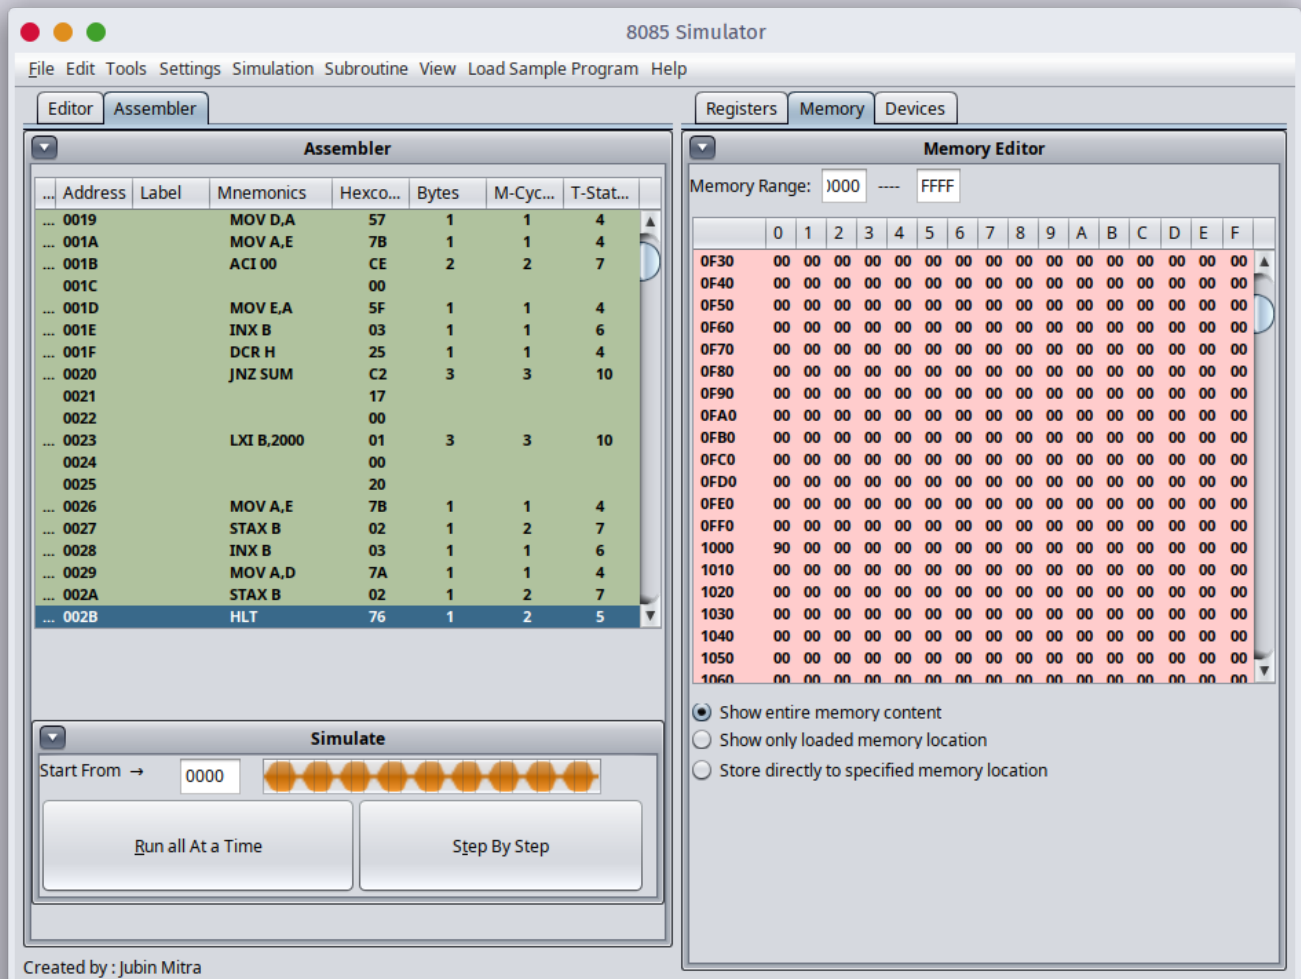 8085 Simulator
File Edit Tools Settings Simulation Subroutine View Load Sample Program Help
Editor Assembler
Assembler
... Address Label Mnemonics Hexco... Bytes M-Cyc... T-Stat...
... 0019 MOV D,A 57 1 1 4
... 001A MOV A,E 7B 1 1 4
... 001B ACI 00 CE 2 2 7
001C 00
... 001D MOV E,A 5F 1 1 4
... 001E INX B 03 1 1 6
... 001F DCR H 25 1 1 4
... 0020 JNZ SUM C2 3 3 10
0021 17
0022 00
... 0023 LXI B,2000 01 3 3 10
0024 00
0025 20
... 0026 MOV A,E 7B 1 1 4
... 0027 STAX B 02 1 2 7
... 0028 INX B 03 1 1 6
... 0029 MOV A,D 7A 1 1 4
... 002A STAX B 02 1 2 7
... 002B HLT 76 1 2 5
Simulate
Start From → 0000
Run all At a Time Step By Step
Created by : Jubin Mitra
Registers Memory Devices
Memory Editor
Memory Range: 0000 ---- FFFF
0 1 2 3 4 5 6 7 8 9 A B C D E F
0F30 00 00 00 00 00 00 00 00 00 00 00 00 00 00 00 00
0F40 00 00 00 00 00 00 00 00 00 00 00 00 00 00 00 00
0F50 00 00 00 00 00 00 00 00 00 00 00 00 00 00 00 00
0F60 00 00 00 00 00 00 00 00 00 00 00 00 00 00 00 00
0F70 00 00 00 00 00 00 00 00 00 00 00 00 00 00 00 00
0F80 00 00 00 00 00 00 00 00 00 00 00 00 00 00 00 00
0F90 00 00 00 00 00 00 00 00 00 00 00 00 00 00 00 00
0FA0 00 00 00 00 00 00 00 00 00 00 00 00 00 00 00 00
0FB0 00 00 00 00 00 00 00 00 00 00 00 00 00 00 00 00
0FC0 00 00 00 00 00 00 00 00 00 00 00 00 00 00 00 00
0FD0 00 00 00 00 00 00 00 00 00 00 00 00 00 00 00 00
0FE0 00 00 00 00 00 00 00 00 00 00 00 00 00 00 00 00
0FF0 00 00 00 00 00 00 00 00 00 00 00 00 00 00 00 00
1000 90 00 00 00 00 00 00 00 00 00 00 00 00 00 00 00
1010 00 00 00 00 00 00 00 00 00 00 00 00 00 00 00 00
1020 00 00 00 00 00 00 00 00 00 00 00 00 00 00 00 00
1030 00 00 00 00 00 00 00 00 00 00 00 00 00 00 00 00
1040 00 00 00 00 00 00 00 00 00 00 00 00 00 00 00 00
1050 00 00 00 00 00 00 00 00 00 00 00 00 00 00 00 00
1060 00 00 00 00 00 00 00 00 00 00 00 00 00 00 00 00
Show entire memory content
Show only loaded memory location
Store directly to specified memory location